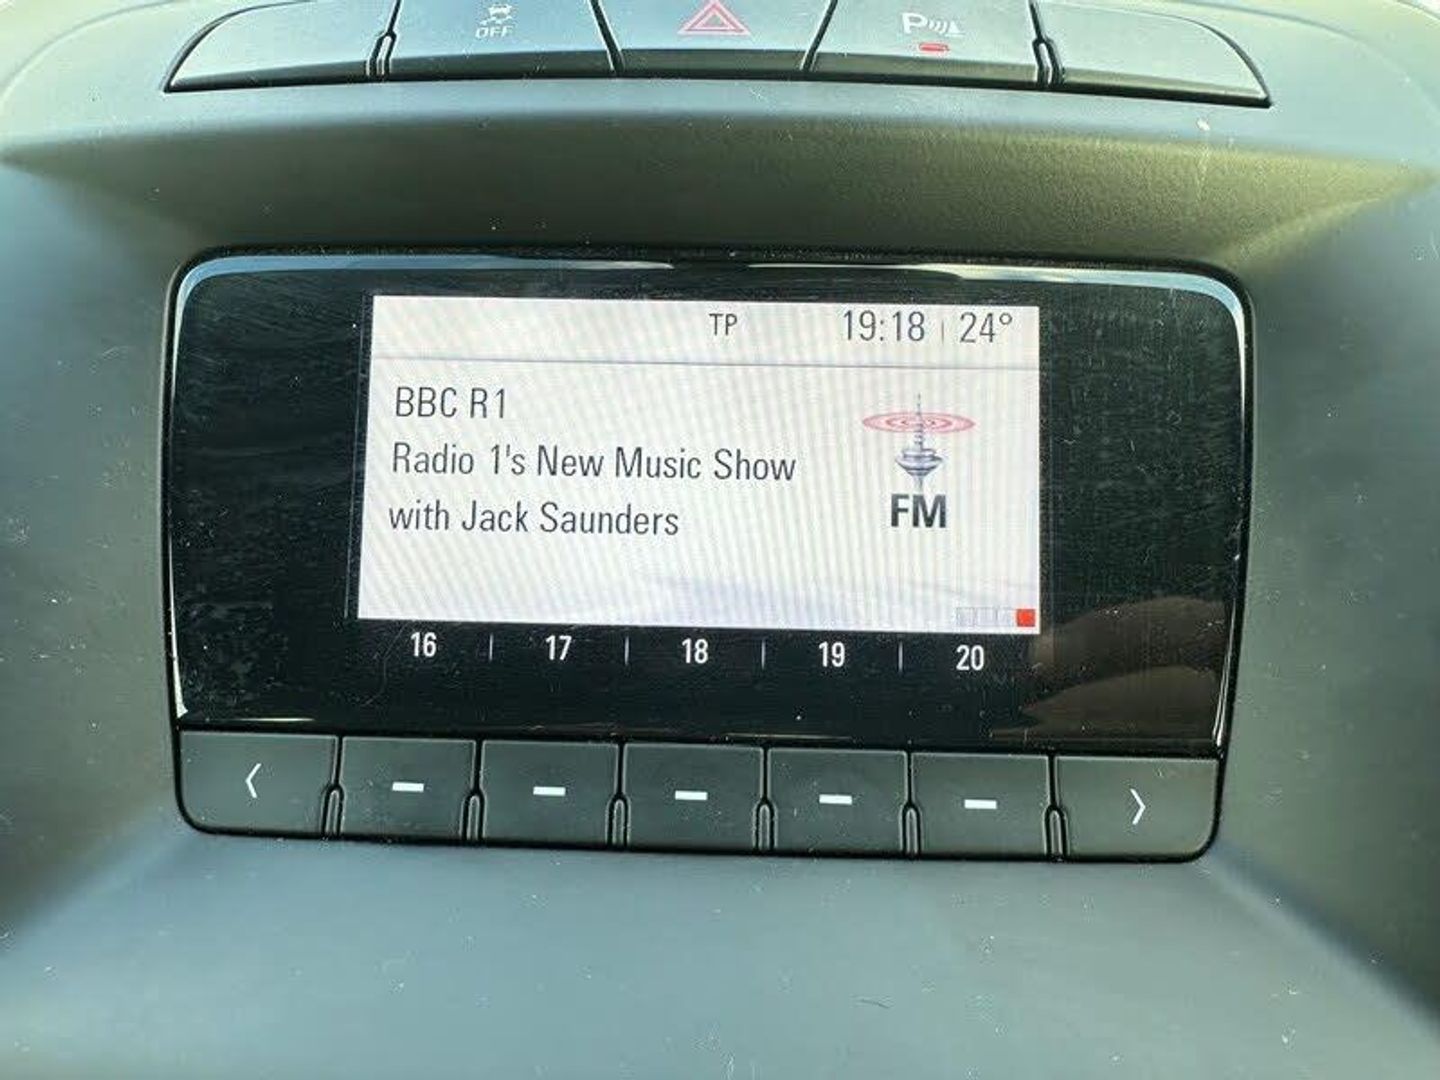 OFF
P
TP 19:18 24°
BBC R1
Radio 1's New Music Show
with Jack Saunders
FM
16 | 17 | 18 | 19 | 20